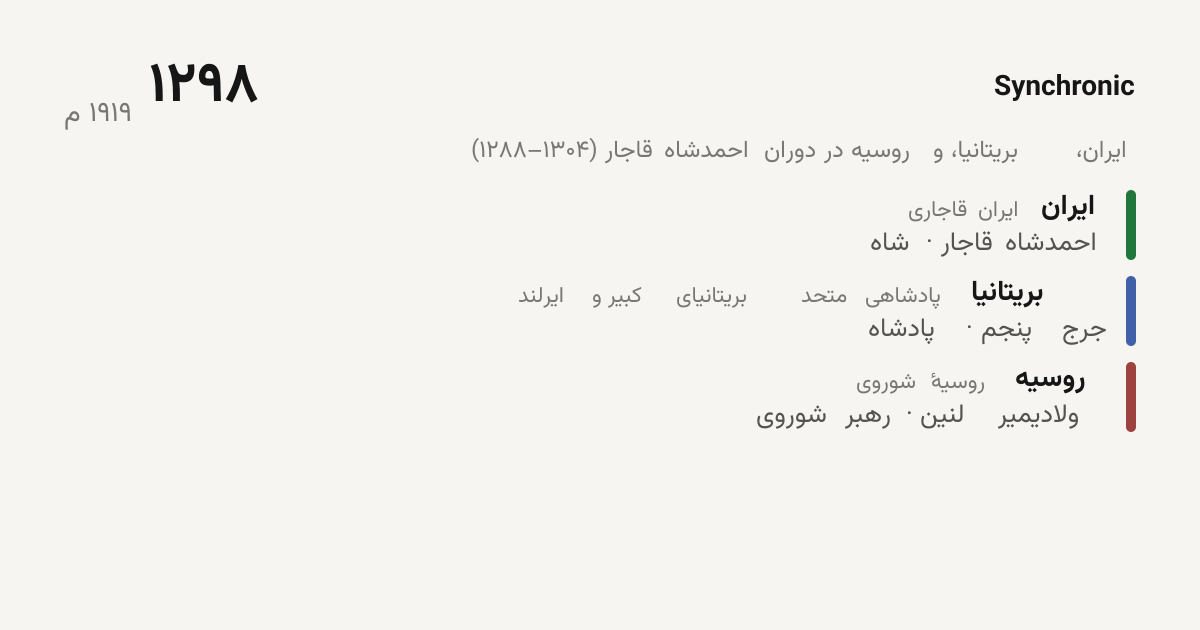 Synchronic
۱۲۹۸
۱۹۱۹ م
ایران، بریتانیا، و روسیه در دوران احمدشاه قاجار (۱۲۸۸–۱۳۰۴)
ایران ایران قاجاری
احمدشاه قاجار · شاه
بریتانیا پادشاهی متحد بریتانیای کبیر و ایرلند
جرج پنجم · پادشاه
روسیه روسیهٔ شوروی
ولادیمیر لنین · رهبر شوروی